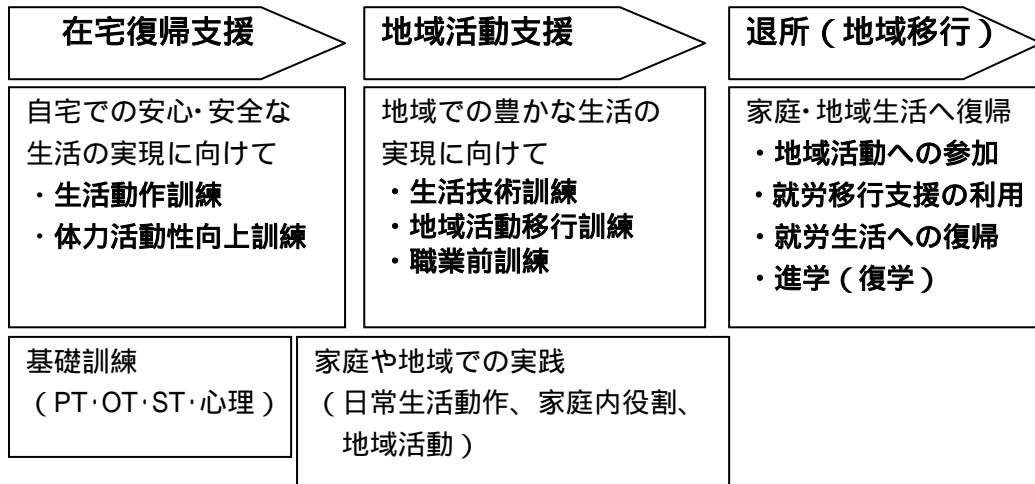 在宅復帰支援
地域活動支援
退所(地域移行)
自宅での安心・安全な
生活の実現に向けて
・生活動作訓練
・体力活動性向上訓練
地域での豊かな生活の
実現に向けて
・生活技術訓練
・地域活動移行訓練
・職業前訓練
家庭・地域生活へ復帰
・地域活動への参加
・就労移行支援の利用
・就労生活への復帰
・進学(復学)
基礎訓練
(PT・OT・ST・心理)
家庭や地域での実践
(日常生活動作、家庭内役割、
地域活動)